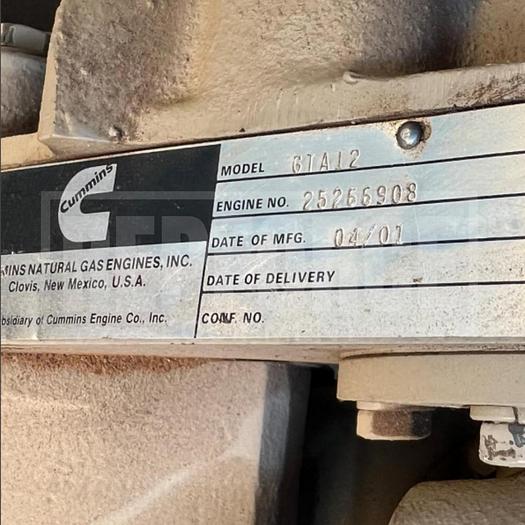 Cummins
MINS NATURAL GAS ENGINES, INC.
Clovis, New Mexico, U.S.A.
bsidiary of Cummins Engine Co., Inc.
MODEL GTA12
ENGINE NO. 25266908
DATE OF MFG. 04/01
DATE OF DELIVERY
CONF. NO.